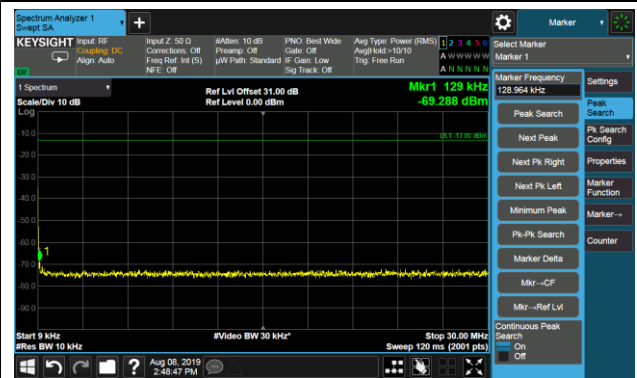 Spectrum Analyzer 1
Swept SA
+
Marker
KEYSIGHT
Input: RF
Coupling: DC
Align: Auto
Input Z: 50 Ω
Corrections: Off
Freq Ref: Int (S)
NFE: Off
#Atten: 10 dB
Preamp: Off
µW Path: Standard
PNO: Best Wide
Gate: Off
IF Gain: Low
Sig Track: Off
Avg Type: Power (RMS)
Avg|Hold:>10/10
Trig: Free Run
1 2 3 4 5 6
A W W W W W
A N N N N N
Select Marker
Marker 1
LXI
1 Spectrum
Scale/Div 10 dB
Log
Ref Lvl Offset 31.00 dB
Ref Level 0.00 dBm
Mkr1 129 kHz
-69.288 dBm
DL1 -13.00 dBm
-10.0
-20.0
-30.0
-40.0
-50.0
-60.0
-70.0
-80.0
-90.0
1
Start 9 kHz
#Res BW 10 kHz
#Video BW 30 kHz*
Stop 30.00 MHz
Sweep 120 ms (2001 pts)
Marker Frequency
128.964 kHz
Peak Search
Next Peak
Next Pk Right
Next Pk Left
Minimum Peak
Pk-Pk Search
Marker Delta
Mkr→CF
Mkr→Ref Lvl
Continuous Peak
Search
On
Off
Settings
Peak
Search
Pk Search
Config
Properties
Marker
Function
Marker→
Counter
?
Aug 08, 2019
2:48:47 PM